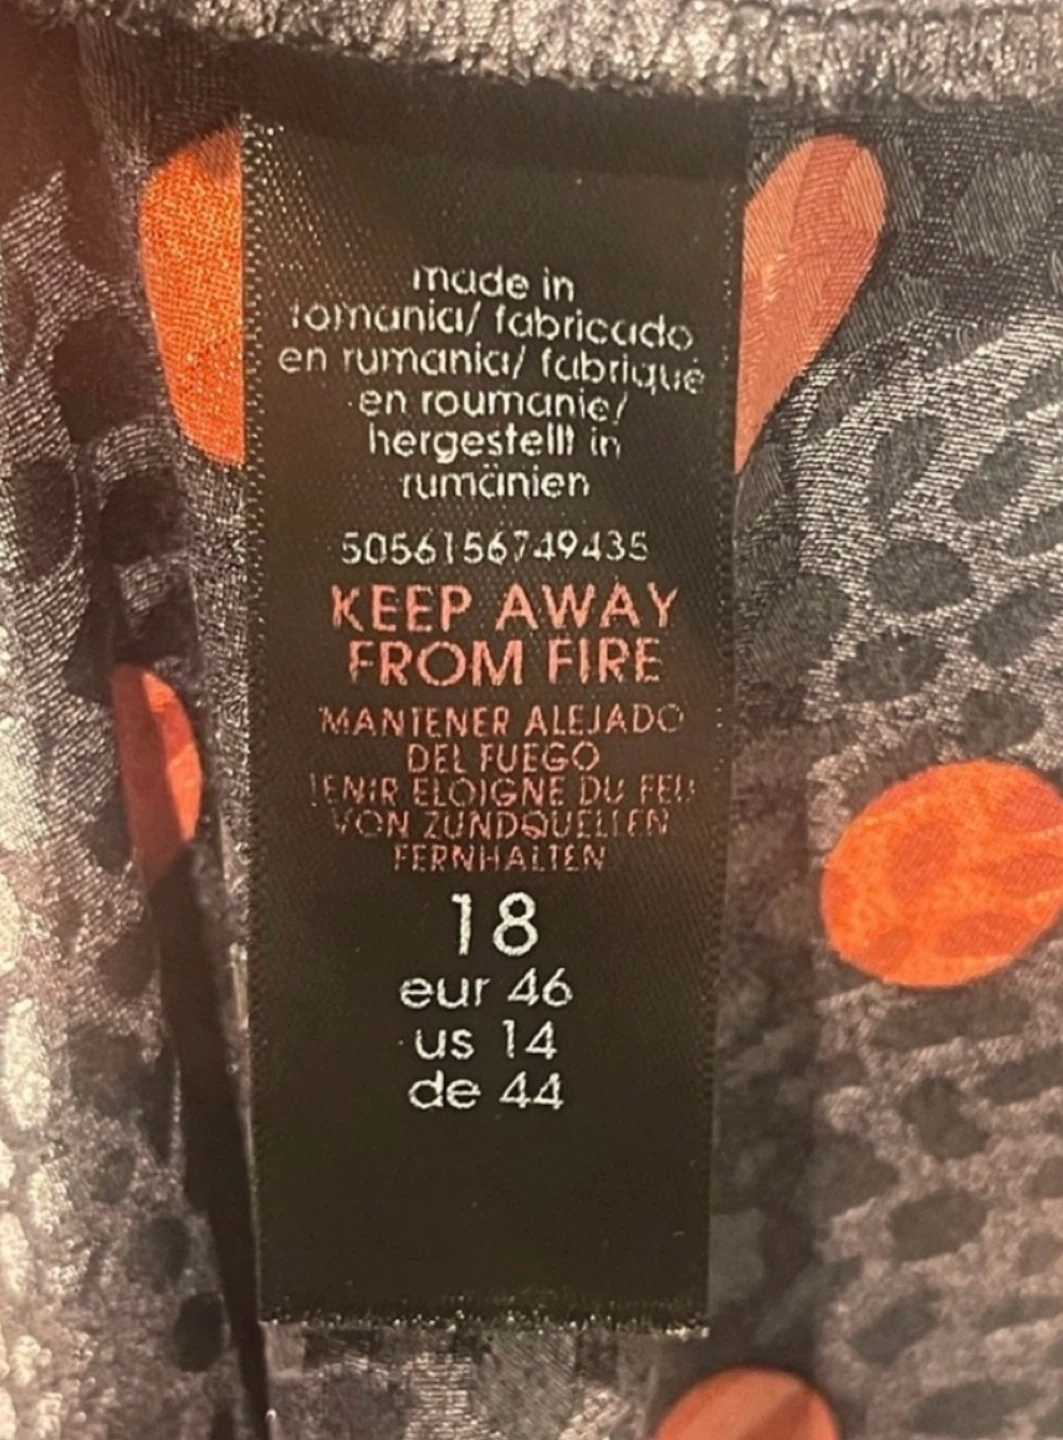 made in
romania/ fabricado
en rumania/ fabriqué
en roumanie/
hergestellt in
rumänien
5056156749435
KEEP AWAY
FROM FIRE
MANTENER ALEJADO
DEL FUEGO
TENIR ELOIGNE DU FEU
VON ZUNDQUELLEN
FERNHALTEN
18
eur 46
us 14
de 44